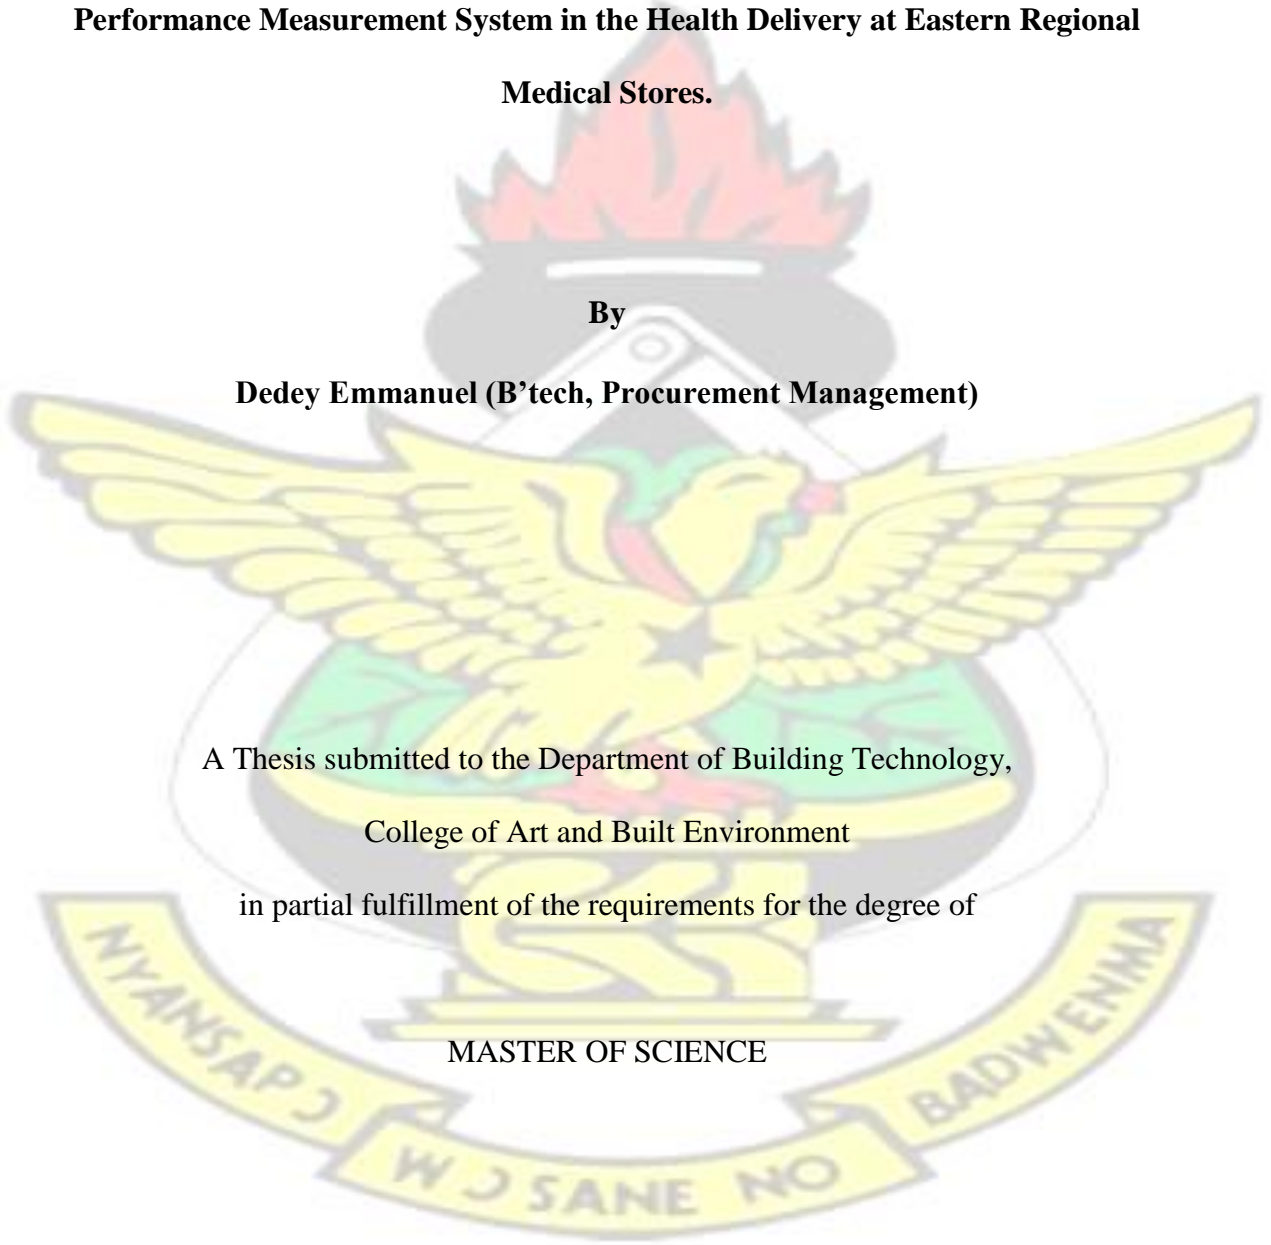 Performance Measurement System in the Health Delivery at Eastern Regional
Medical Stores.
By
Dedey Emmanuel (B’tech, Procurement Management)
A Thesis submitted to the Department of Building Technology,
College of Art and Built Environment
in partial fulfillment of the requirements for the degree of
MASTER OF SCIENCE
NYANSAPƆ
WƆSANE NO
BADWENMA